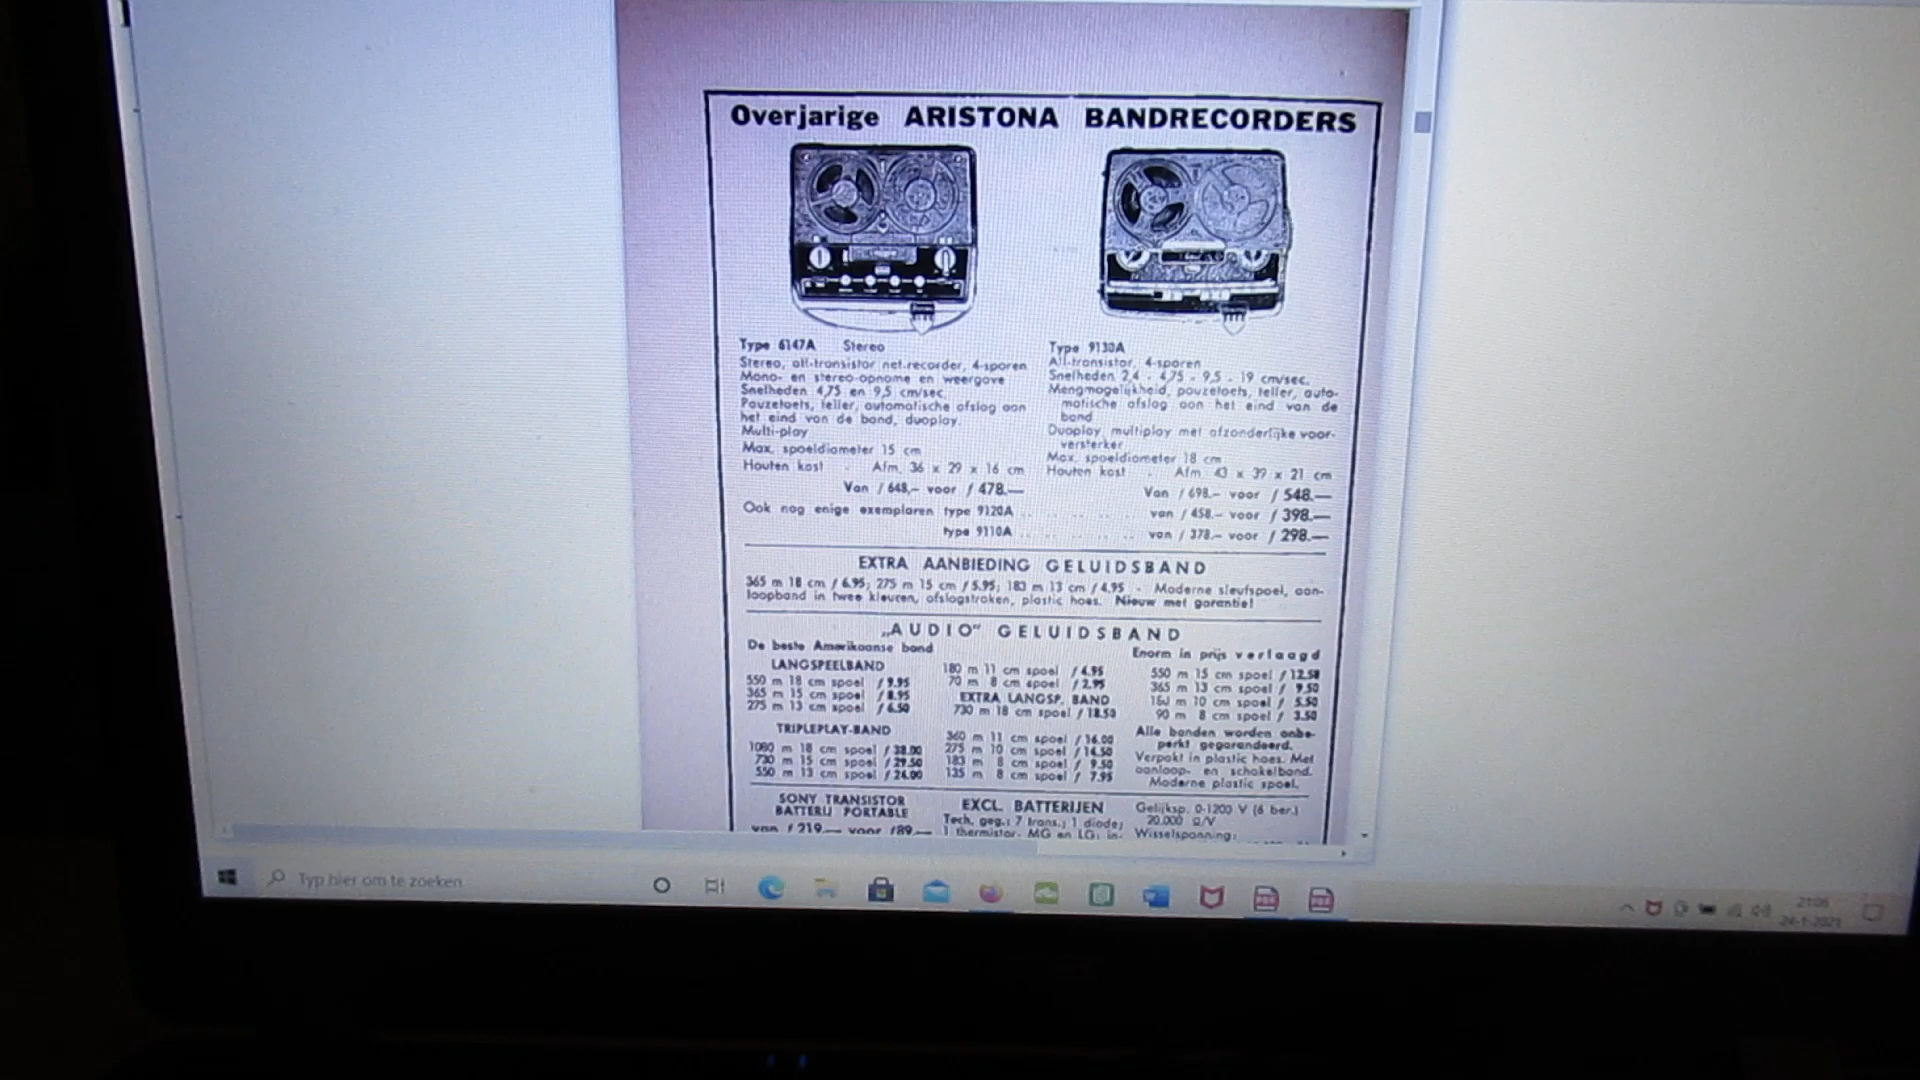 Overjarige ARISTONA BANDRECORDERS
Type 6147A Stereo
Stereo, all-transistor net-recorder, 4-sporen
Mono- en stereo-opname en weergave
Snelheden 4,75 en 9,5 cm/sec.
Pauzetoets, teller, automatische afslag aan
het eind van de band, duoplay.
Multi-play
Max. spoeldiameter 15 cm
Houten kast - Afm. 36 x 29 x 16 cm
Van f 648,- voor f 478.—
Type 9130A
All-transistor, 4-sporen
Snelheden 2,4 - 4,75 - 9,5 - 19 cm/sec.
Mengmogelijkheid, pauzetoets, teller, auto-
matische afslag aan het eind van de
band
Duoplay, multiplay met afzonderlijke voor-
versterker
Max. spoeldiameter 18 cm
Houten kast - Afm. 43 x 39 x 21 cm
Van f 698.- voor f 548.—
Ook nog enige exemplaren type 9120A .. .. .. .. van f 458.- voor f 398.—
type 9110A .. .. .. .. van f 378.- voor f 298.—
EXTRA AANBIEDING GELUIDSBAND
365 m 18 cm f 6.95; 275 m 15 cm f 5.95; 183 m 13 cm f 4.95 - Moderne sleufspoel, aan-
loopband in twee kleuren, afslagstroken, plastic hoes. Nieuw met garantie!
„AUDIO" GELUIDSBAND
De beste Amerikaanse band
LANGSPEELBAND
550 m 18 cm spoel f 9.95
365 m 15 cm spoel f 8.95
275 m 13 cm spoel f 6.50
TRIPLEPLAY-BAND
1080 m 18 cm spoel f 38.00
730 m 15 cm spoel f 29.50
550 m 13 cm spoel f 24.00
180 m 11 cm spoel f 4.95
70 m 8 cm spoel f 2.95
EXTRA LANGSP. BAND
730 m 18 cm spoel f 18.50
360 m 11 cm spoel f 16.00
275 m 10 cm spoel f 14.50
183 m 8 cm spoel f 9.50
135 m 8 cm spoel f 7.95
Enorm in prijs verlaagd
550 m 15 cm spoel f 12.50
365 m 13 cm spoel f 9.50
m 10 cm spoel f 5.50
90 m 8 cm spoel f 3.50
Alle banden worden onbe-
perkt gegarandeerd.
Verpakt in plastic hoes. Met
aanloop- en schakelband.
Moderne plastic spoel.
SONY TRANSISTOR
BATTERIJ PORTABLE
van f 219.— voor f89.—
EXCL. BATTERIJEN
Tech. geg.: 7 trans.; 1 diode;
1 thermistor. MG en LG; in-
Gelijksp. 0-1200 V (6 ber.)
20.000 Ω/V
Wisselspanning:
Typ hier om te zoeken
21:06